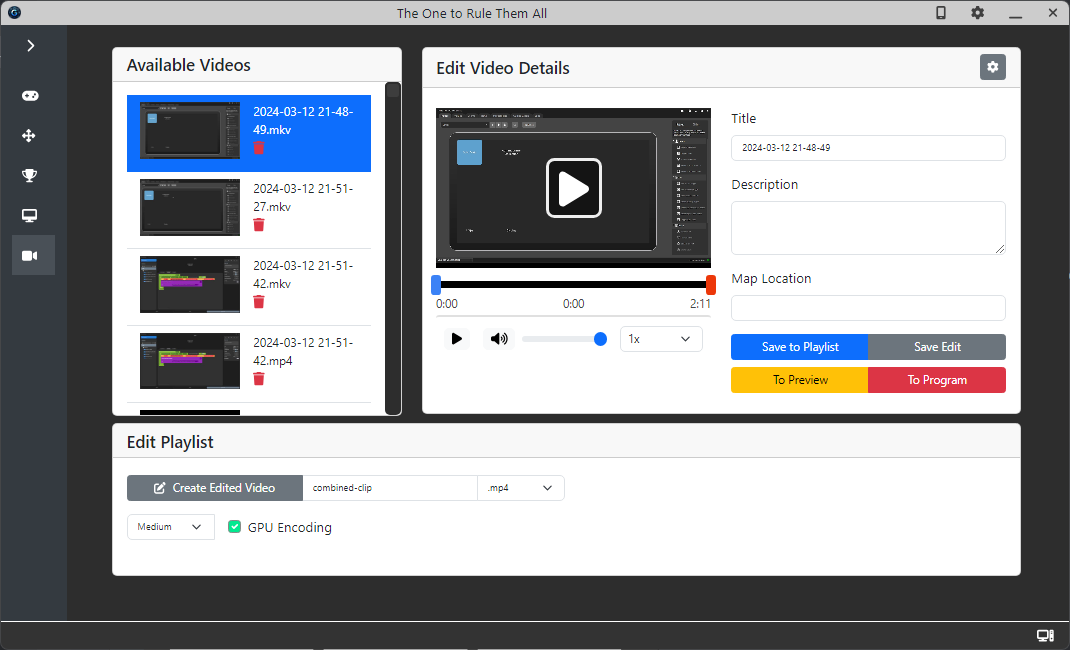 The One to Rule Them All
Available Videos
2024-03-12 21-48-
49.mkv
2024-03-12 21-51-
27.mkv
2024-03-12 21-51-
42.mkv
2024-03-12 21-51-
42.mp4
Edit Video Details
0:00
0:00
2:11
1x
Title
2024-03-12 21-48-49
Description
Map Location
Save to Playlist
Save Edit
To Preview
To Program
Edit Playlist
Create Edited Video
combined-clip
.mp4
Medium
GPU Encoding